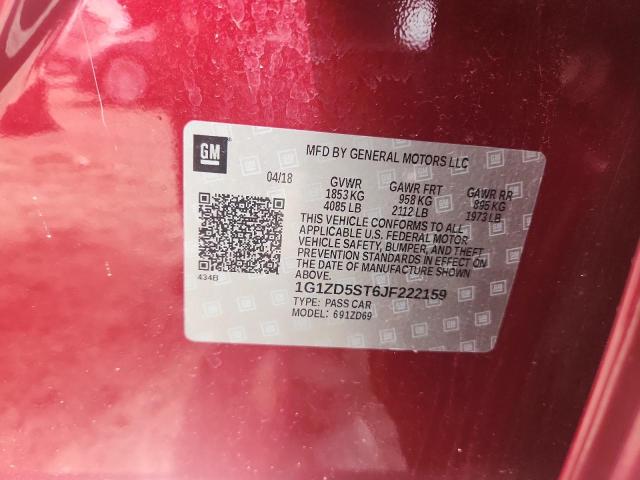 GM
MFD BY GENERAL MOTORS LLC
04/18 GVWR GAWR FRT GAWR RR
1853 KG 958 KG 895 KG
4085 LB 2112 LB 1973 LB
THIS VEHICLE CONFORMS TO ALL
APPLICABLE U.S. FEDERAL MOTOR
VEHICLE SAFETY, BUMPER, AND THEFT
PREVENTION STANDARDS IN EFFECT ON
THE DATE OF MANUFACTURE SHOWN
ABOVE.
434B
1G1ZD5ST6JF222159
TYPE: PASS CAR
MODEL: 691ZD69